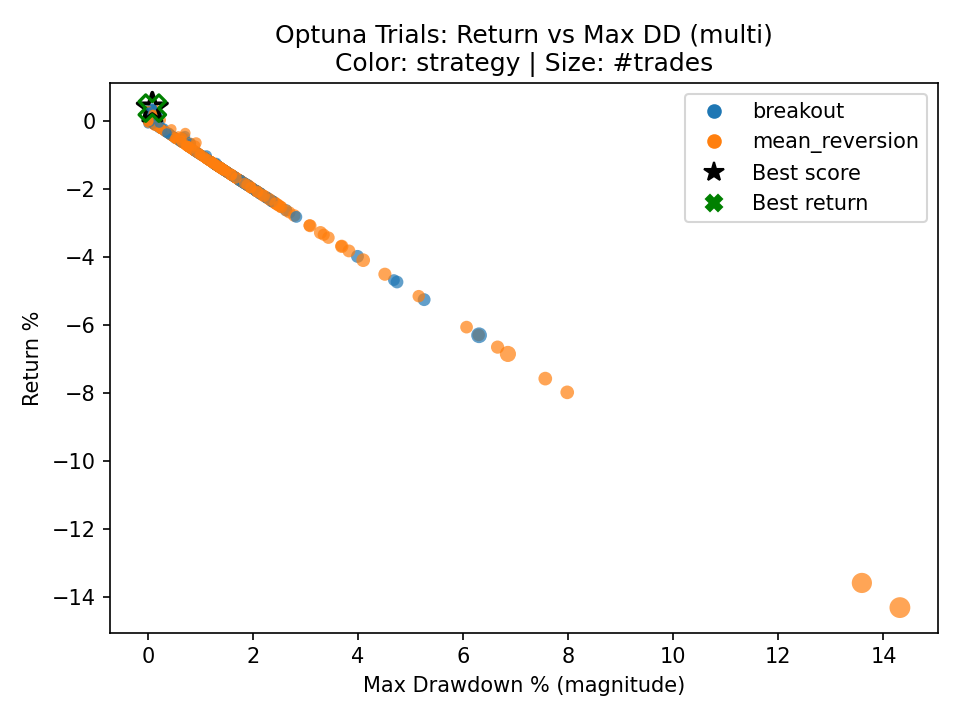 Optuna Trials: Return vs Max DD (multi)
Color: strategy | Size: #trades
breakout
mean_reversion
Best score
Best return
Return %
0
−2
−4
−6
−8
−10
−12
−14
0 2 4 6 8 10 12 14
Max Drawdown % (magnitude)